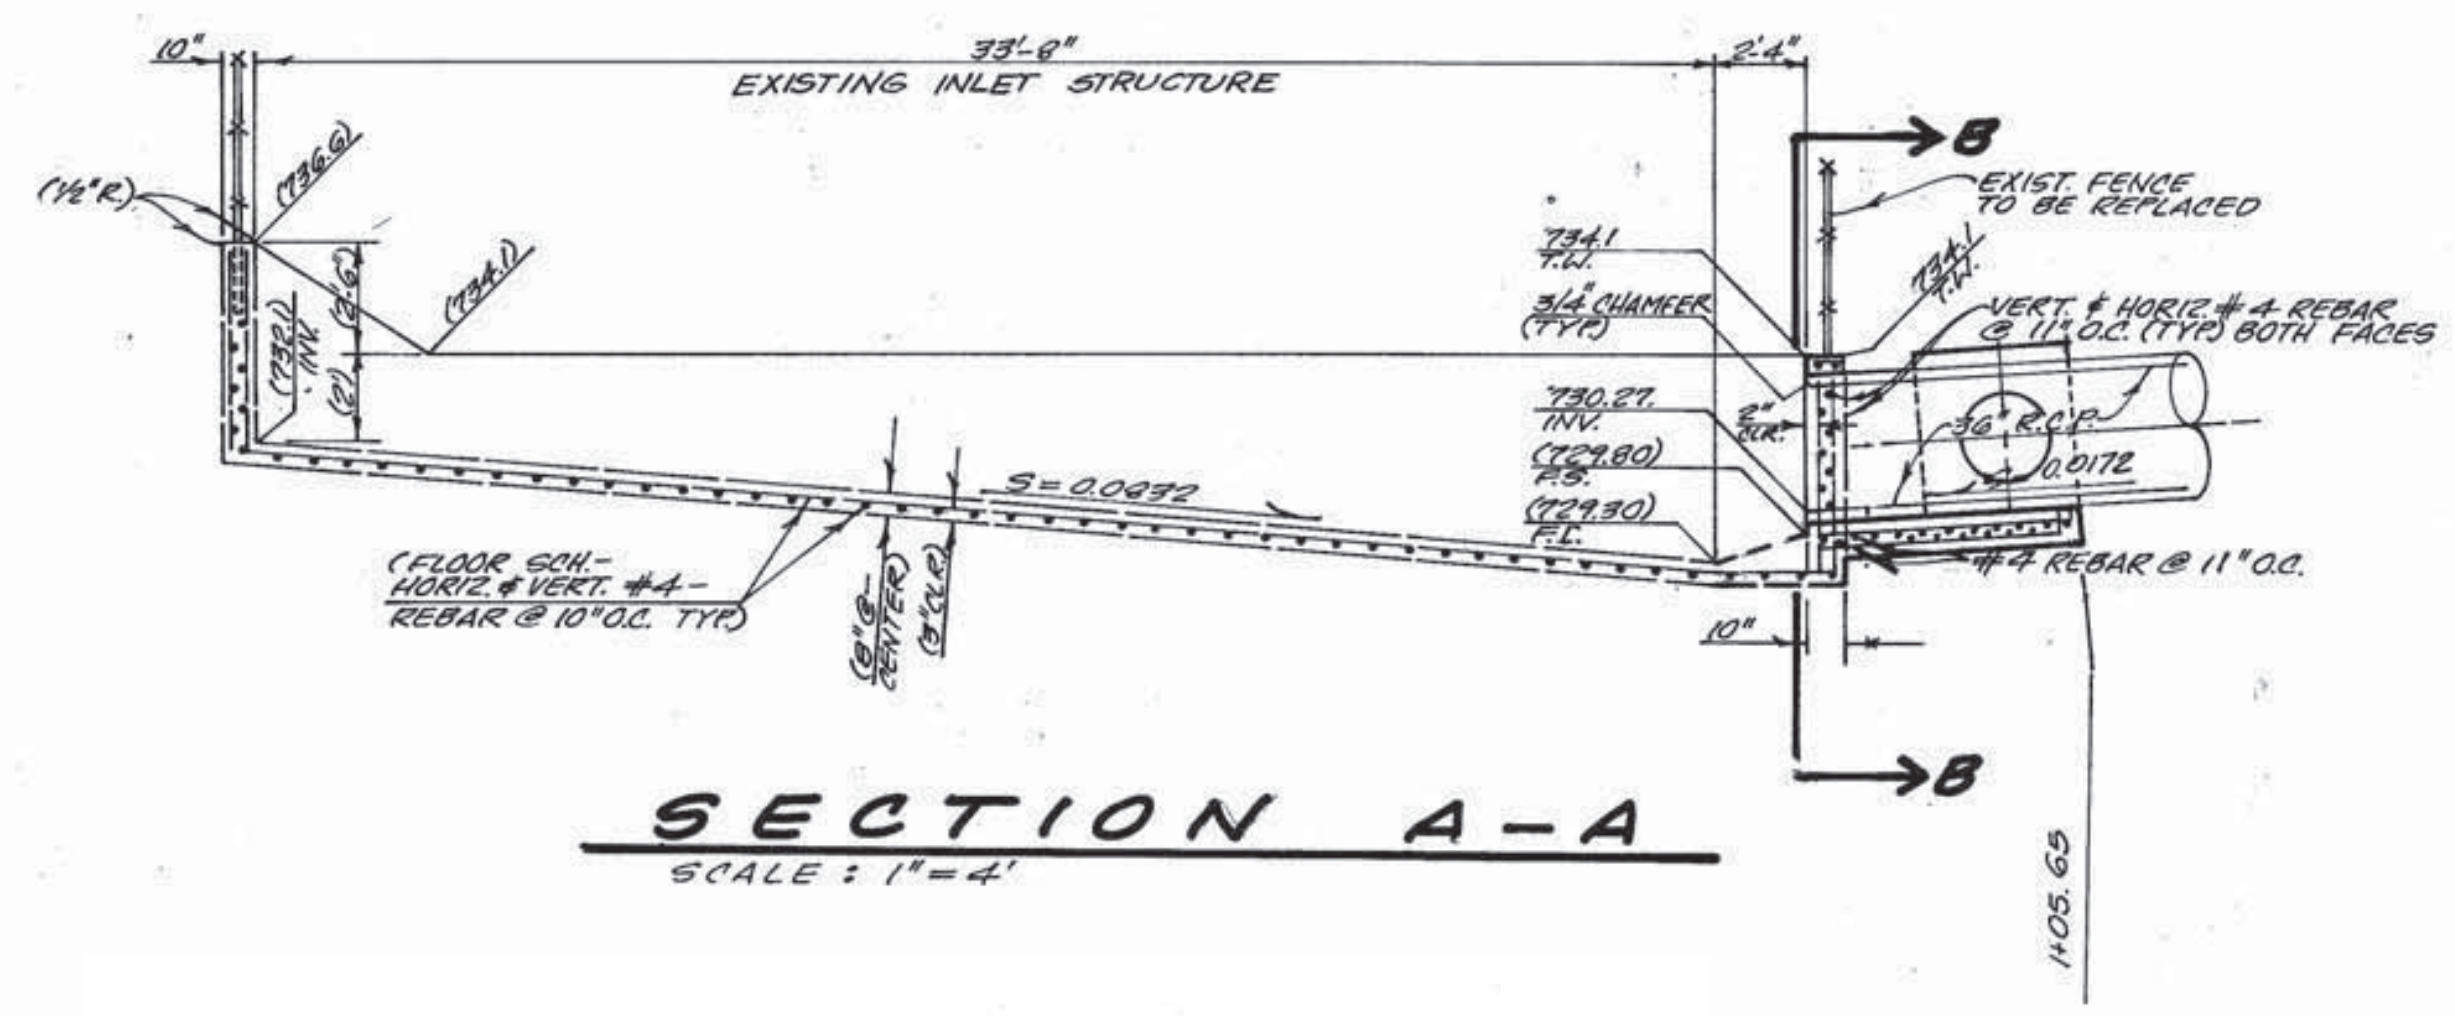 10"
33'-8"
2'-4"
EXISTING INLET STRUCTURE
B
(736.6)
(1/2" R.)
EXIST. FENCE
TO BE REPLACED
734.1
T.W.
(734.1)
(2'-6")
734.1
T.W.
3/4" CHAMFER
(TYP.)
VERT. & HORIZ. # 4 REBAR
@ 11" O.C. (TYP.) BOTH FACES
(732.1)
INV.
(2')
730.27
INV.
2"
CLR.
36" R.C.P.
(729.80)
F.S.
0.0172
S = 0.0832
(729.30)
F.L.
(FLOOR SCH.-
HORIZ. & VERT. #4-
REBAR @ 10" O.C. TYP.)
(8" @
CENTER)
(3" CLR.)
#4 REBAR @ 11" O.C.
10"
B
SECTION A-A
SCALE : 1" = 4'
1+05.65